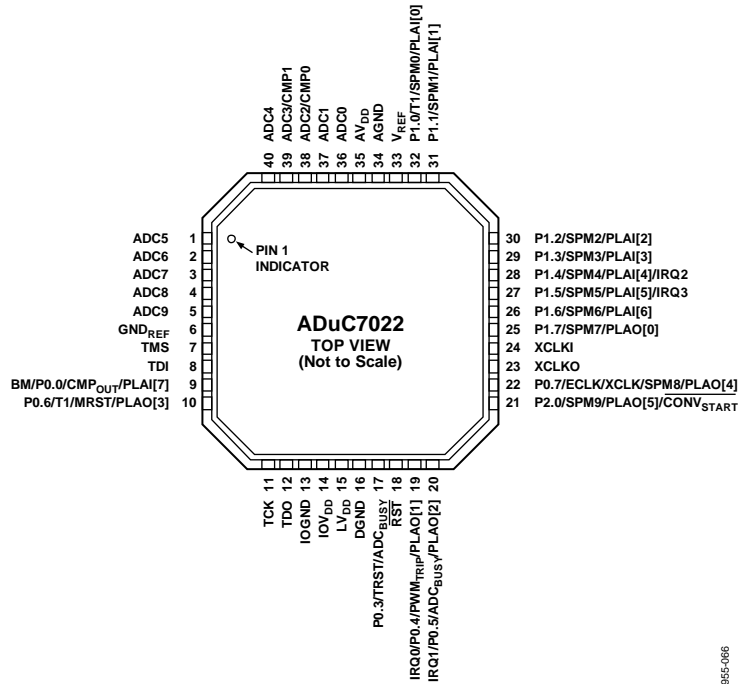 40 ADC4
39 ADC3/CMP1
38 ADC2/CMP0
37 ADC1
36 ADC0
35 AVDD
34 AGND
33 VREF
32 P1.0/T1/SPM0/PLAI[0]
31 P1.1/SPM1/PLAI[1]
ADC5 1
ADC6 2
ADC7 3
ADC8 4
ADC9 5
GNDREF 6
TMS 7
TDI 8
BM/P0.0/CMPOUT/PLAI[7] 9
P0.6/T1/MRST/PLAO[3] 10
PIN 1
INDICATOR
ADuC7022
TOP VIEW
(Not to Scale)
30 P1.2/SPM2/PLAI[2]
29 P1.3/SPM3/PLAI[3]
28 P1.4/SPM4/PLAI[4]/IRQ2
27 P1.5/SPM5/PLAI[5]/IRQ3
26 P1.6/SPM6/PLAI[6]
25 P1.7/SPM7/PLAO[0]
24 XCLKI
23 XCLKO
22 P0.7/ECLK/XCLK/SPM8/PLAO[4]
21 P2.0/SPM9/PLAO[5]/CONVSTART
TCK 11
TDO 12
IOGND 13
IOVDD 14
LVDD 15
DGND 16
P0.3/TRST/ADCBUSY 17
RST 18
IRQ0/P0.4/PWMTRIP/PLAO[1] 19
IRQ1/P0.5/ADCBUSY/PLAO[2] 20
955-066